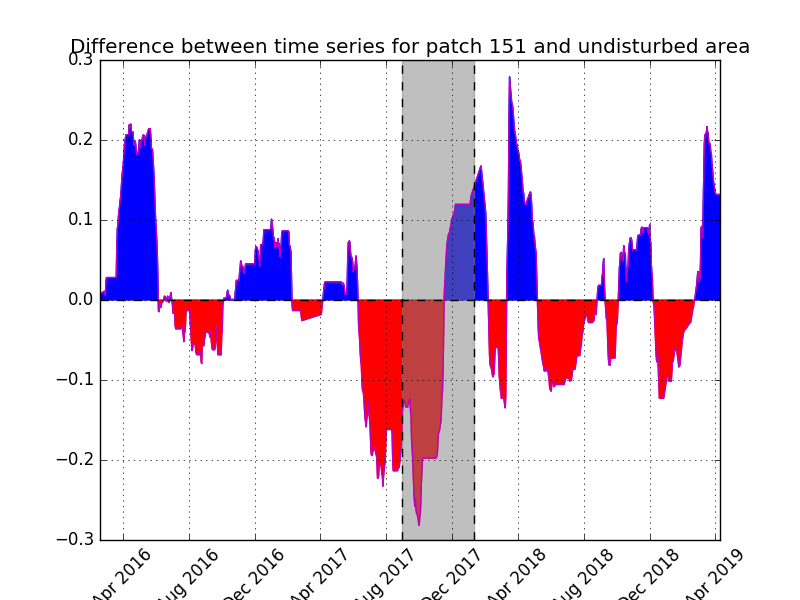 Difference between time series for patch 151 and undisturbed area
0.3
0.2
0.1
0.0
−0.1
−0.2
−0.3
Apr 2016
Aug 2016
Dec 2016
Apr 2017
Aug 2017
Dec 2017
Apr 2018
Aug 2018
Dec 2018
Apr 2019